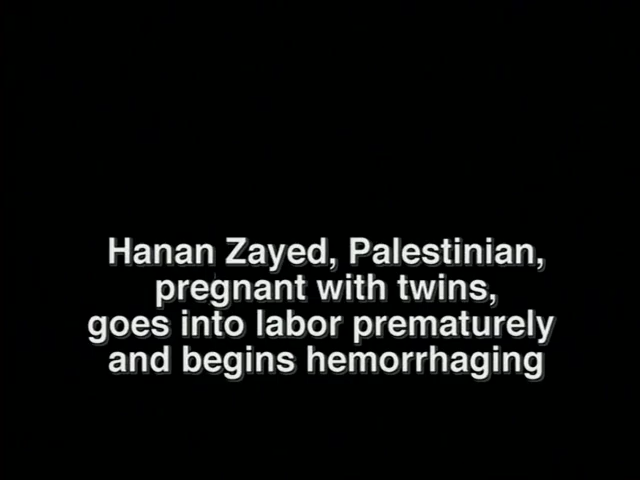 Hanan Zayed, Palestinian,
pregnant with twins,
goes into labor prematurely
and begins hemorrhaging